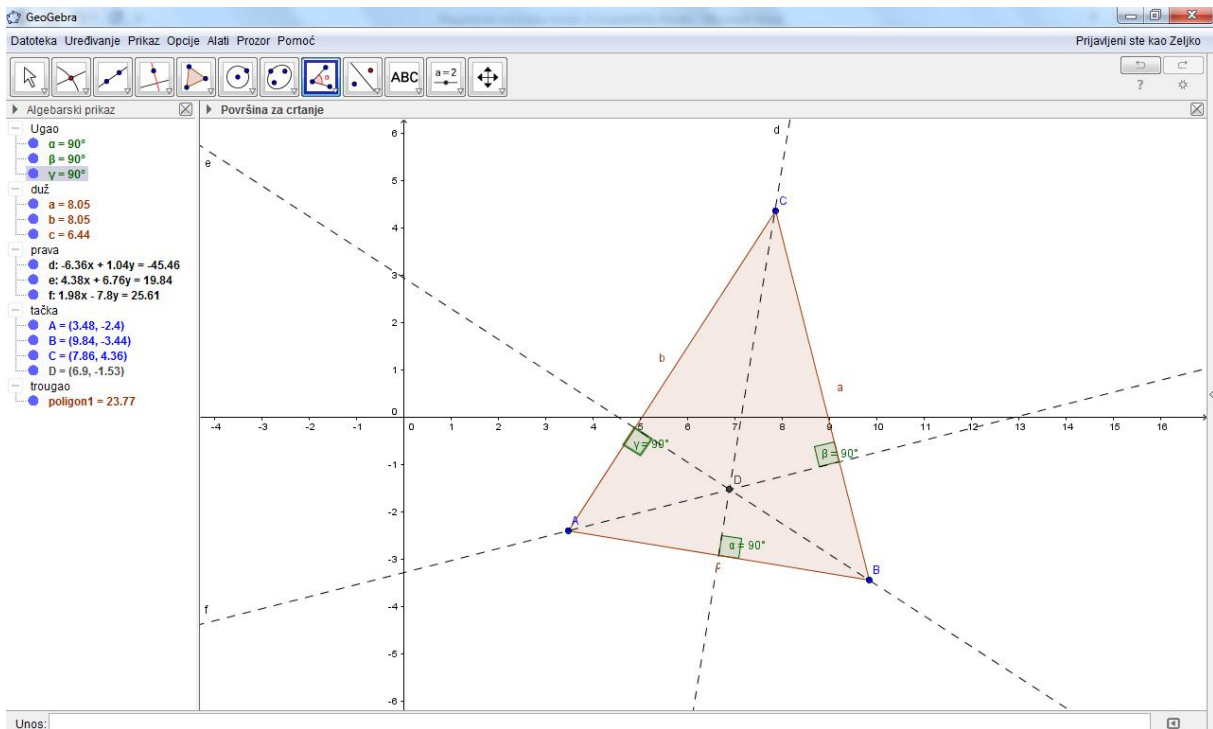 GeoGebra
Datoteka Uređivanje Prikaz Opcije Alati Prozor Pomoć
Prijavljeni ste kao Zeljko
α
ABC
a=2
?
Algebarski prikaz
Površina za crtanje
Ugao
α = 90°
β = 90°
γ = 90°
duž
a = 8.05
b = 8.05
c = 6.44
prava
d: -6.36x + 1.04y = -45.46
e: 4.38x + 6.76y = 19.84
f: 1.98x - 7.8y = 25.61
tačka
A = (3.48, -2.4)
B = (9.84, -3.44)
C = (7.86, 4.36)
D = (6.9, -1.53)
trougao
poligon1 = 23.77
6
d
e
5
C
4
3
2
b
1
a
0
-4 -3 -2 -1 0 1 2 3 4 5 6 7 8 9 10 11 12 13 14 15 16
γ = 90°
β = 90°
-1
D
-2
A
α = 90°
-3
B
-4
f
-5
-6
Unos: